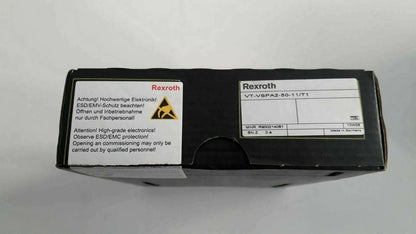 Rexroth
Achtung! Hochwertige Elektronik!
ESD/EMV-Schutz beachten!
Öffnen und Inbetriebnahme
nur durch Fachpersonal!
Attention! High-grade electronics!
Observe ESD/EMC protection!
Opening an commissioning may only be
carried out by qualified personnel!
Rexroth
VT-VSPA2-50-11/T1
MNR: R900214081
Made in Germany